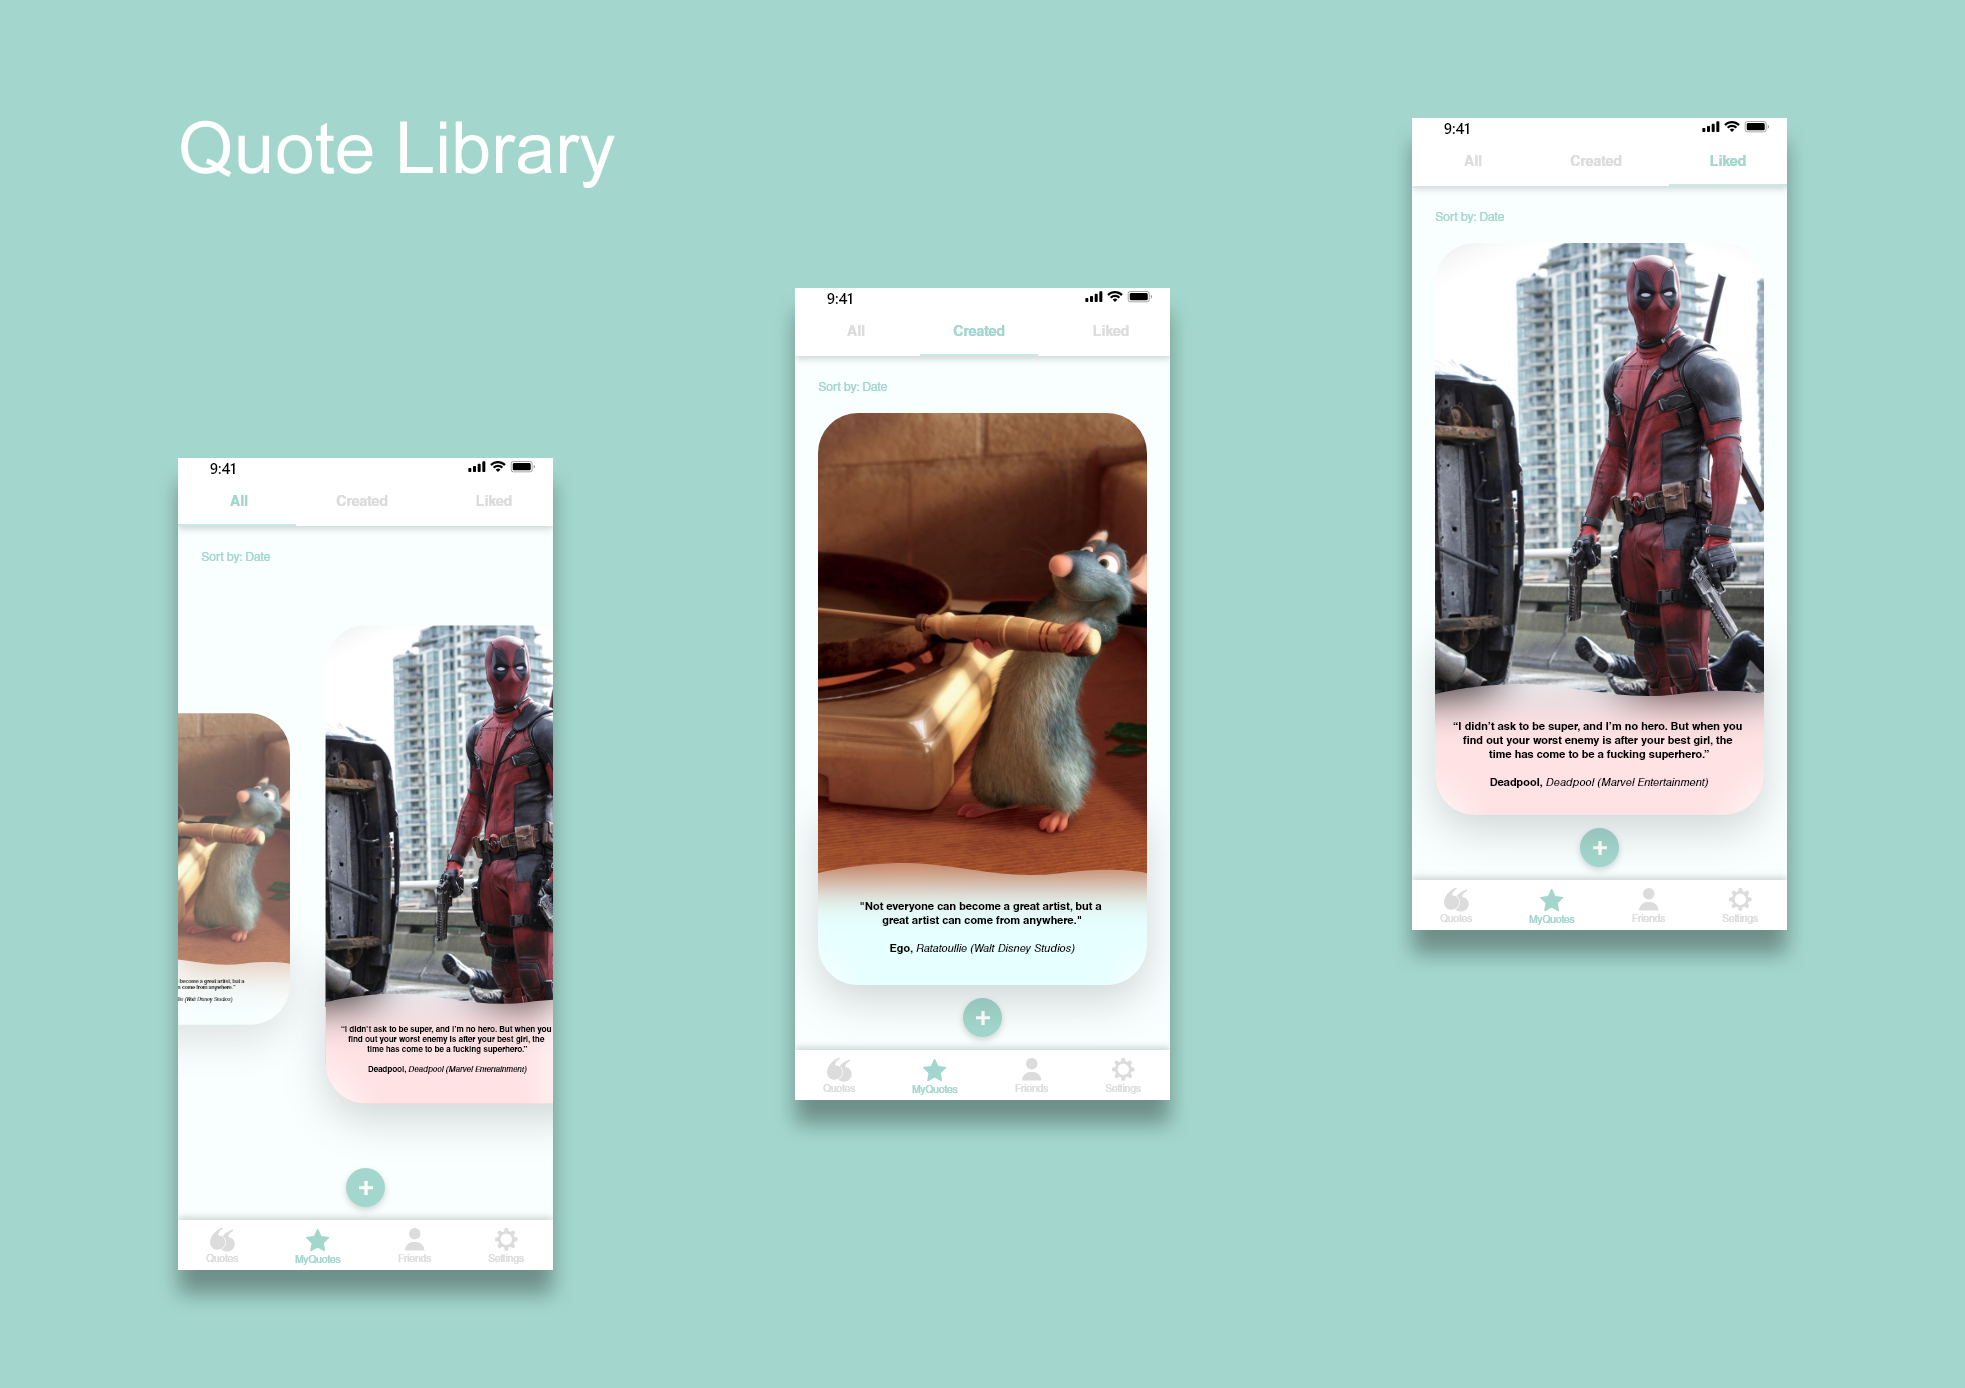 Quote Library
9:41
All Created Liked
Sort by: Date
become a great artist, but a
come from anywhere."
(Walt Disney Studios)
“I didn’t ask to be super, and I’m no hero. But when you
find out your worst enemy is after your best girl, the
time has come to be a fucking superhero.”
Deadpool, Deadpool (Marvel Entertainment)
+
Quotes MyQuotes Friends Settings
9:41
All Created Liked
Sort by: Date
"Not everyone can become a great artist, but a
great artist can come from anywhere."
Ego, Ratatoullie (Walt Disney Studios)
+
Quotes MyQuotes Friends Settings
9:41
All Created Liked
Sort by: Date
“I didn’t ask to be super, and I’m no hero. But when you
find out your worst enemy is after your best girl, the
time has come to be a fucking superhero.”
Deadpool, Deadpool (Marvel Entertainment)
+
Quotes MyQuotes Friends Settings